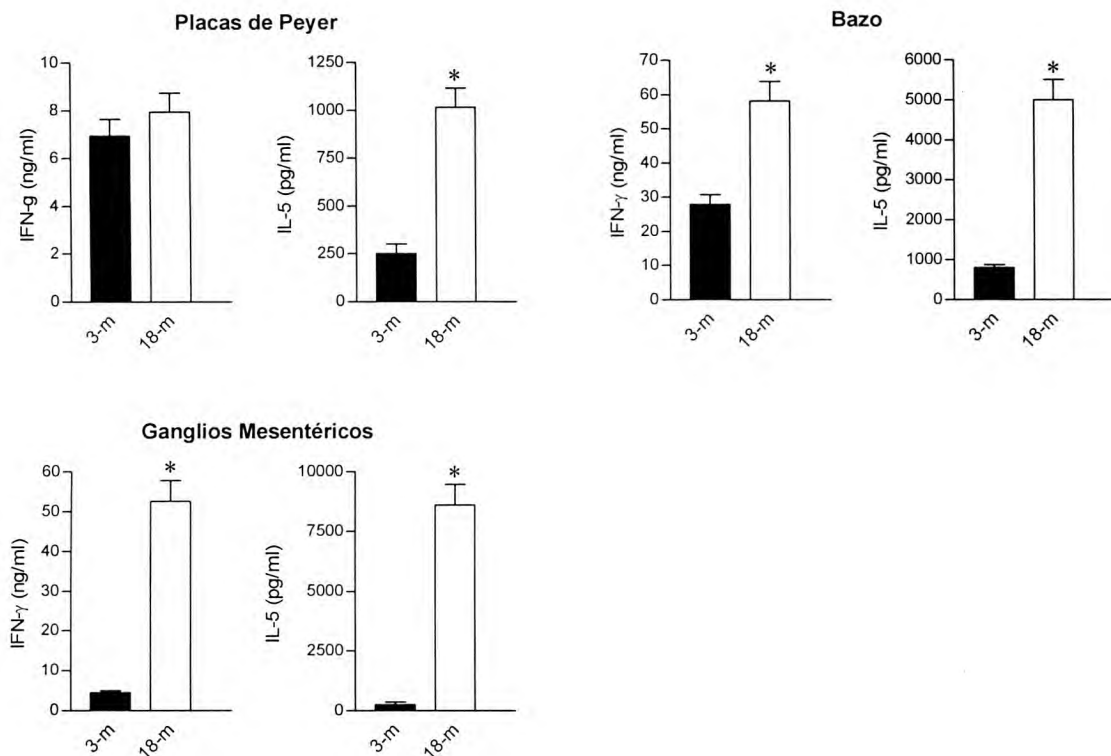 Placas de Peyer
Bazo
10
8
6
4
2
0
IFN-g (ng/ml)
3-m
18-m
1250
1000
750
500
250
0
IL-5 (pg/ml)
*
3-m
18-m
70
60
50
40
30
20
10
0
IFN-γ (ng/ml)
*
3-m
18-m
6000
5000
4000
3000
2000
1000
0
IL-5 (pg/ml)
*
3-m
18-m
Ganglios Mesentéricos
60
50
40
30
20
10
0
IFN-γ (ng/ml)
*
3-m
18-m
10000
7500
5000
2500
0
IL-5 (pg/ml)
*
3-m
18-m